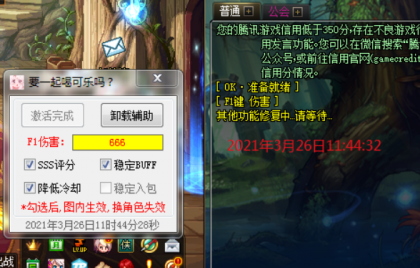 普通 + 公会 +
您的腾讯游戏信用低于350分,存在不良游戏行
用发言功能。您可以在微信搜索“腾
公众号,或前往信用官网(gamecredit
信用分情况。
[ OK·准备就绪 ]
[ F1键 伤害 ]
其他功能修复中..请等待..
2021年3月26日11:44:32
要一起喝可乐吗?
激活完成 卸载辅助
F1伤害: 666
SSS评分 稳定BUFF
降低冷却 稳定入包
*勾选后,图内生效,换角色失效
2021年3月26日11时44分28秒
出战